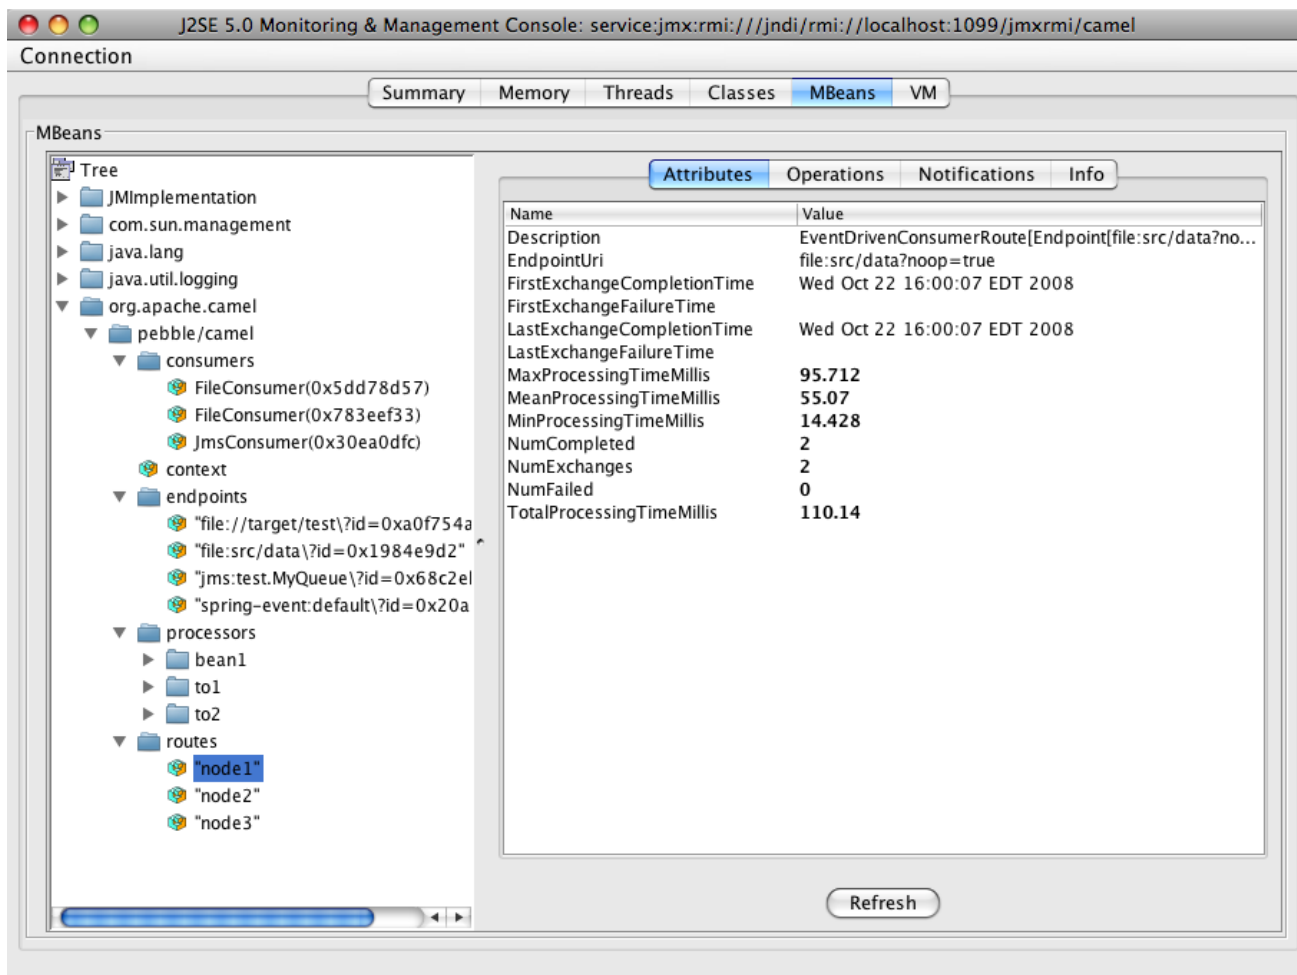 J2SE 5.0 Monitoring & Management Console: service:jmx:rmi:///jndi/rmi://localhost:1099/jmxrmi/camel
Connection
Summary Memory Threads Classes MBeans VM
MBeans
Tree
JMImplementation
com.sun.management
java.lang
java.util.logging
org.apache.camel
pebble/camel
consumers
FileConsumer(0x5dd78d57)
FileConsumer(0x783eef33)
JmsConsumer(0x30ea0dfc)
context
endpoints
"file://target/test\?id=0xa0f754a
"file:src/data\?id=0x1984e9d2"
"jms:test.MyQueue\?id=0x68c2el
"spring-event:default\?id=0x20a
processors
bean1
to1
to2
routes
"node1"
"node2"
"node3"
Attributes Operations Notifications Info
Name Value
Description EventDrivenConsumerRoute[Endpoint[file:src/data?no...
EndpointUri file:src/data?noop=true
FirstExchangeCompletionTime Wed Oct 22 16:00:07 EDT 2008
FirstExchangeFailureTime
LastExchangeCompletionTime Wed Oct 22 16:00:07 EDT 2008
LastExchangeFailureTime
MaxProcessingTimeMillis 95.712
MeanProcessingTimeMillis 55.07
MinProcessingTimeMillis 14.428
NumCompleted 2
NumExchanges 2
NumFailed 0
TotalProcessingTimeMillis 110.14
Refresh